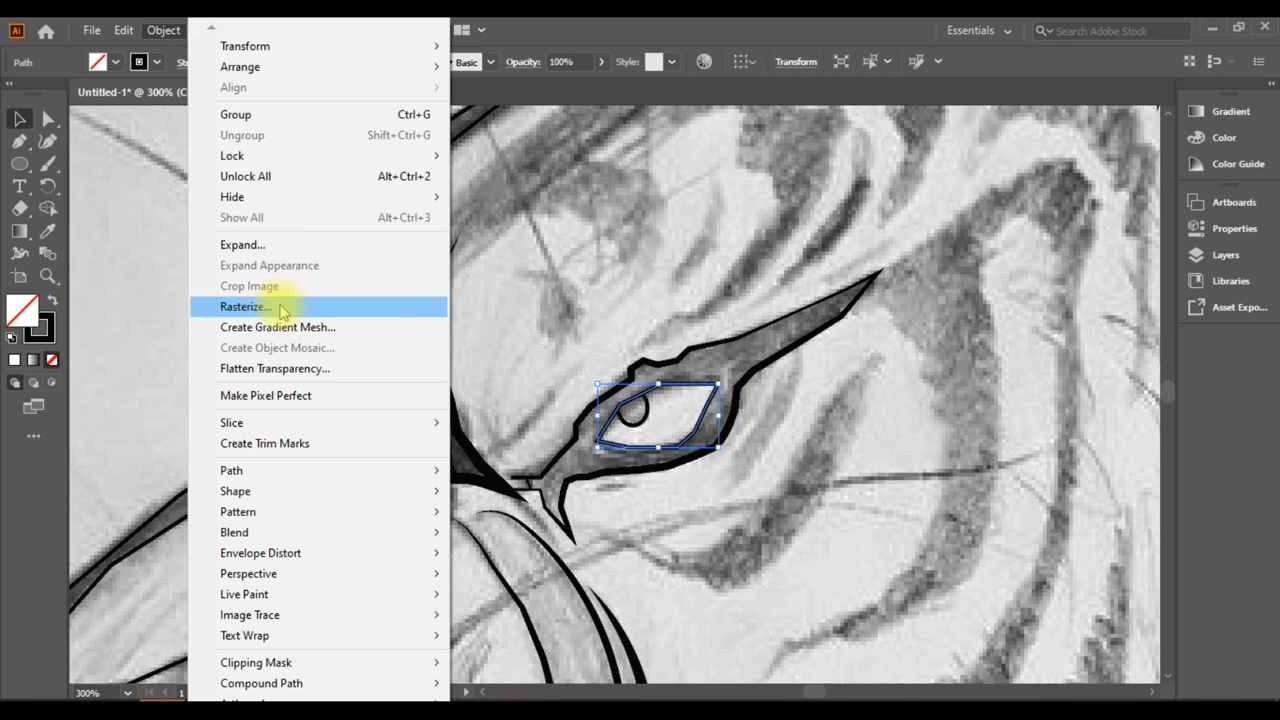 Ai File Edit Object Essentials Search Adobe Stock
Path Basic Opacity: 100% Style: Transform
Untitled-1* @ 300% (C
Transform
Arrange
Align
Group Ctrl+G
Ungroup Shift+Ctrl+G
Lock
Unlock All Alt+Ctrl+2
Hide
Show All Alt+Ctrl+3
Expand...
Expand Appearance
Crop Image
Rasterize...
Create Gradient Mesh...
Create Object Mosaic...
Flatten Transparency...
Make Pixel Perfect
Slice
Create Trim Marks
Path
Shape
Pattern
Blend
Envelope Distort
Perspective
Live Paint
Image Trace
Text Wrap
Clipping Mask
Compound Path
Gradient
Color
Color Guide
Artboards
Properties
Layers
Libraries
Asset Expo...
300% 1